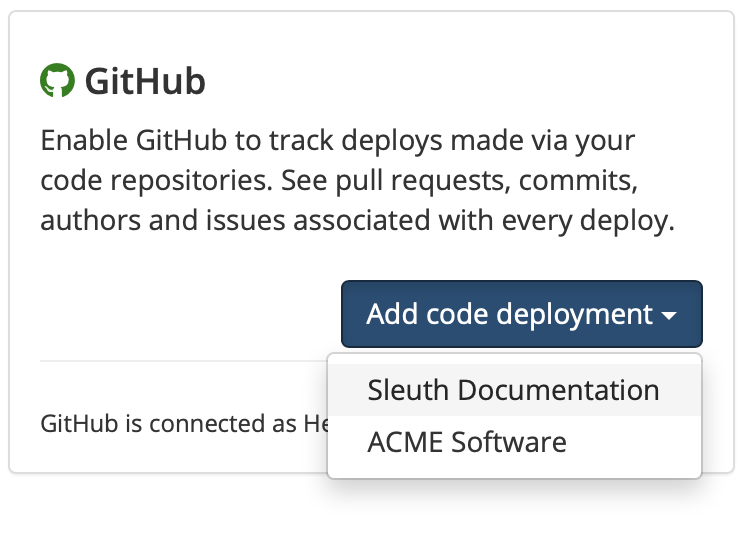 GitHub
Enable GitHub to track deploys made via your
code repositories. See pull requests, commits,
authors and issues associated with every deploy.
Add code deployment
Sleuth Documentation
ACME Software
GitHub is connected as